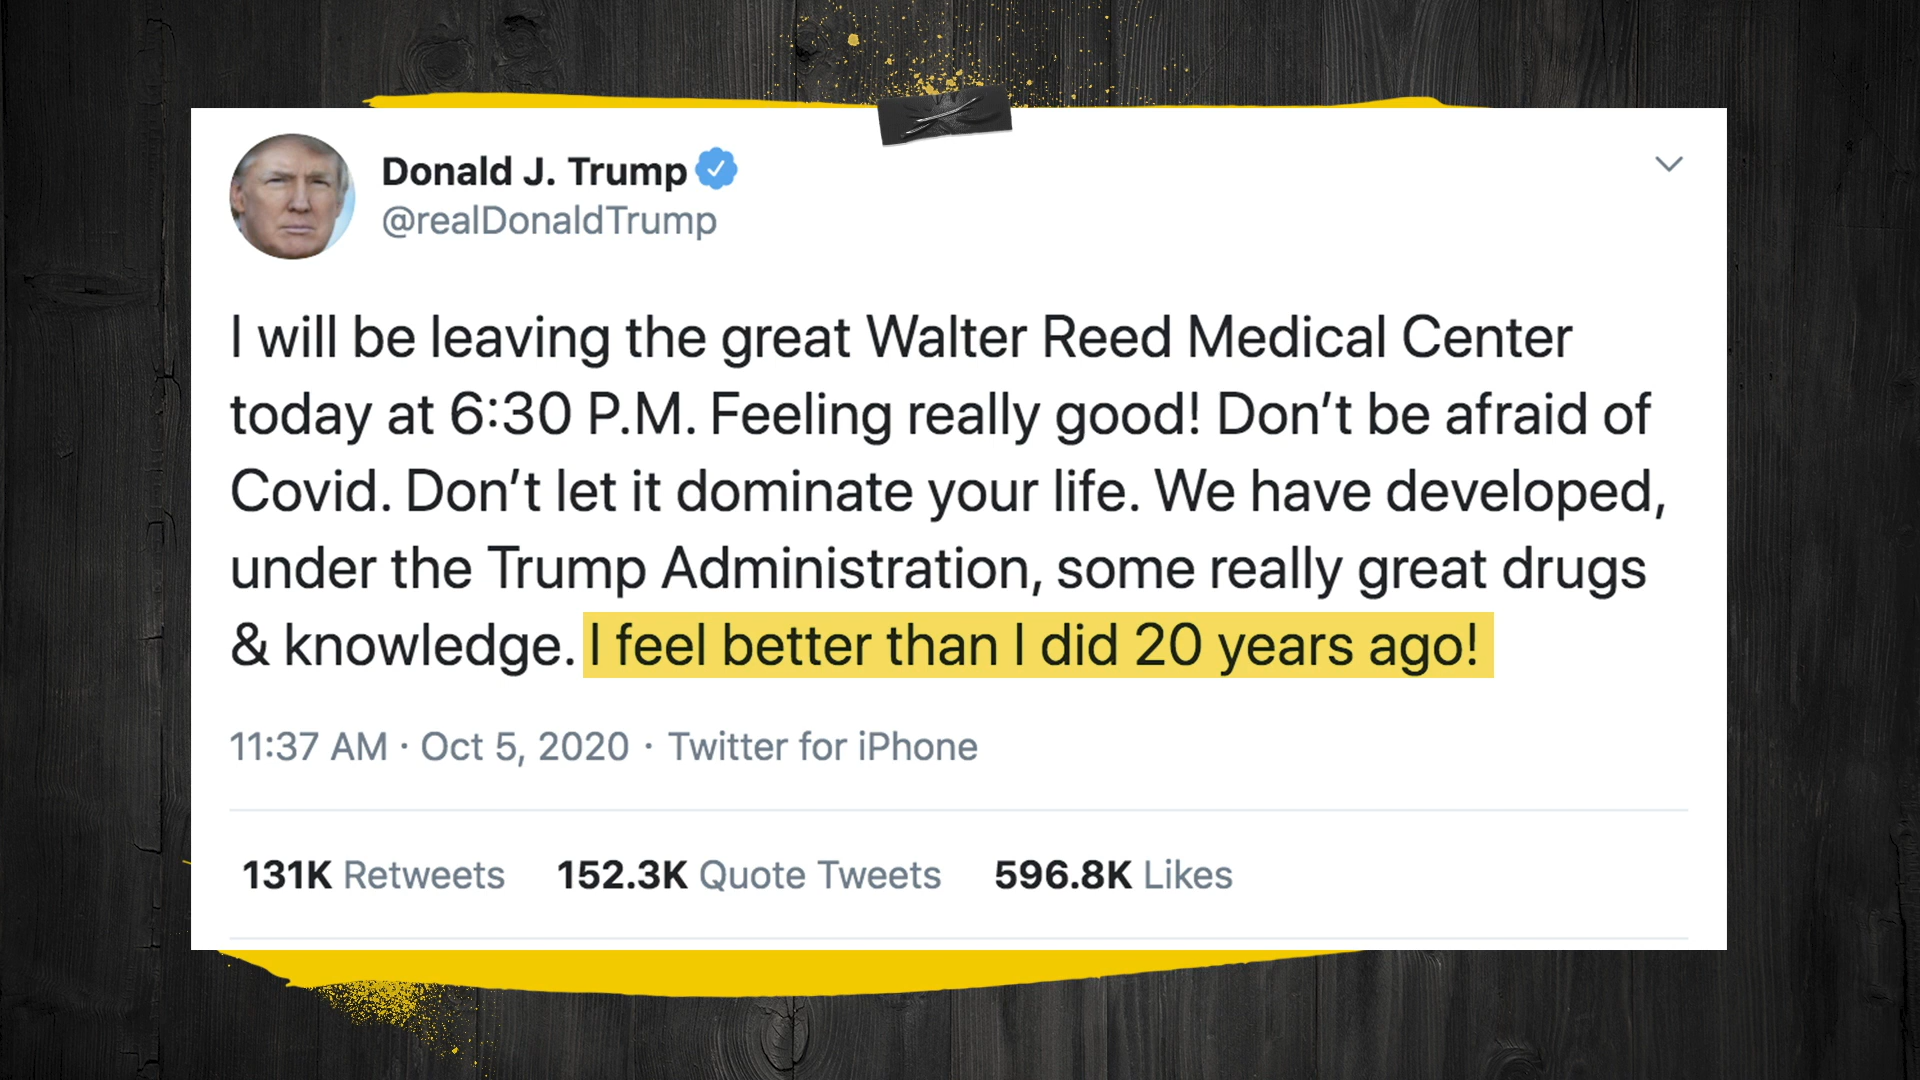 Donald J. Trump
@realDonaldTrump
I will be leaving the great Walter Reed Medical Center
today at 6:30 P.M. Feeling really good! Don’t be afraid of
Covid. Don’t let it dominate your life. We have developed,
under the Trump Administration, some really great drugs
& knowledge. I feel better than I did 20 years ago!
11:37 AM · Oct 5, 2020 · Twitter for iPhone
131K Retweets 152.3K Quote Tweets 596.8K Likes